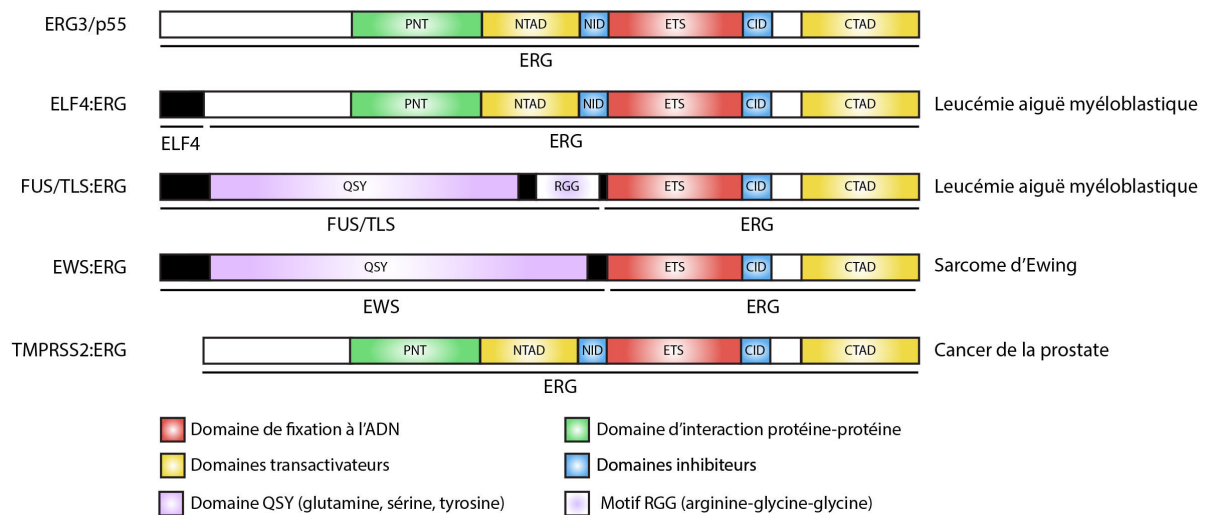 ERG3/p55 PNT NTAD NID ETS CID CTAD
ERG
ELF4:ERG PNT NTAD NID ETS CID CTAD Leucémie aiguë myéloblastique
ELF4 ERG
FUS/TLS:ERG QSY RGG ETS CID CTAD Leucémie aiguë myéloblastique
FUS/TLS ERG
EWS:ERG QSY ETS CID CTAD Sarcome d'Ewing
EWS ERG
TMPRSS2:ERG PNT NTAD NID ETS CID CTAD Cancer de la prostate
ERG
Domaine de fixation à l'ADN Domaine d'interaction protéine-protéine
Domaines transactivateurs Domaines inhibiteurs
Domaine QSY (glutamine, sérine, tyrosine) Motif RGG (arginine-glycine-glycine)